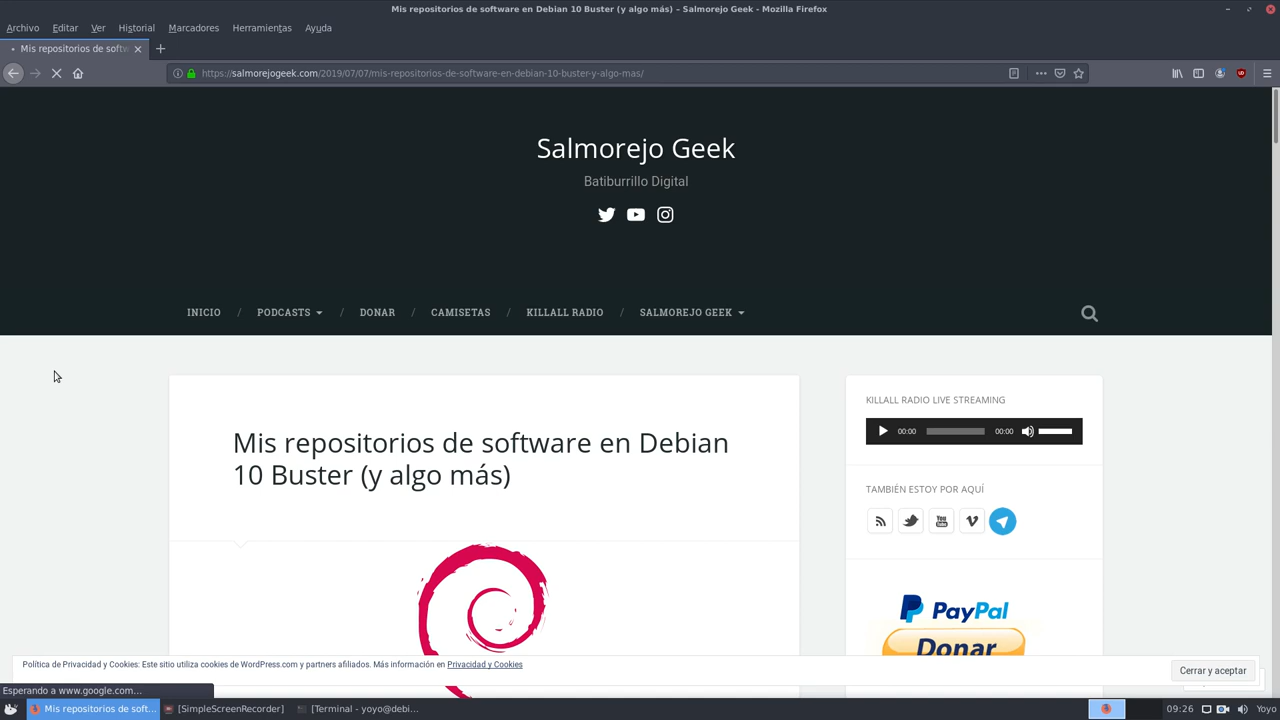 Mis repositorios de software en Debian 10 Buster (y algo más) – Salmorejo Geek - Mozilla Firefox
Archivo Editar Ver Historial Marcadores Herramientas Ayuda
Mis repositorios de softw
https://salmorejogeek.com/2019/07/07/mis-repositorios-de-software-en-debian-10-buster-y-algo-mas/
Salmorejo Geek
Batiburrillo Digital
INICIO / PODCASTS / DONAR / CAMISETAS / KILLALL RADIO / SALMOREJO GEEK
Mis repositorios de software en Debian
10 Buster (y algo más)
KILLALL RADIO LIVE STREAMING
00:00 00:00
TAMBIÉN ESTOY POR AQUÍ
You Tube
PayPal
Donar
Política de Privacidad y Cookies: Este sitio utiliza cookies de WordPress.com y partners afiliados. Más información en Privacidad y Cookies
Cerrar y aceptar
Esperando a www.google.com...
Mis repositorios de soft... [SimpleScreenRecorder] [Terminal - yoyo@debi... 09:26 Yoyo